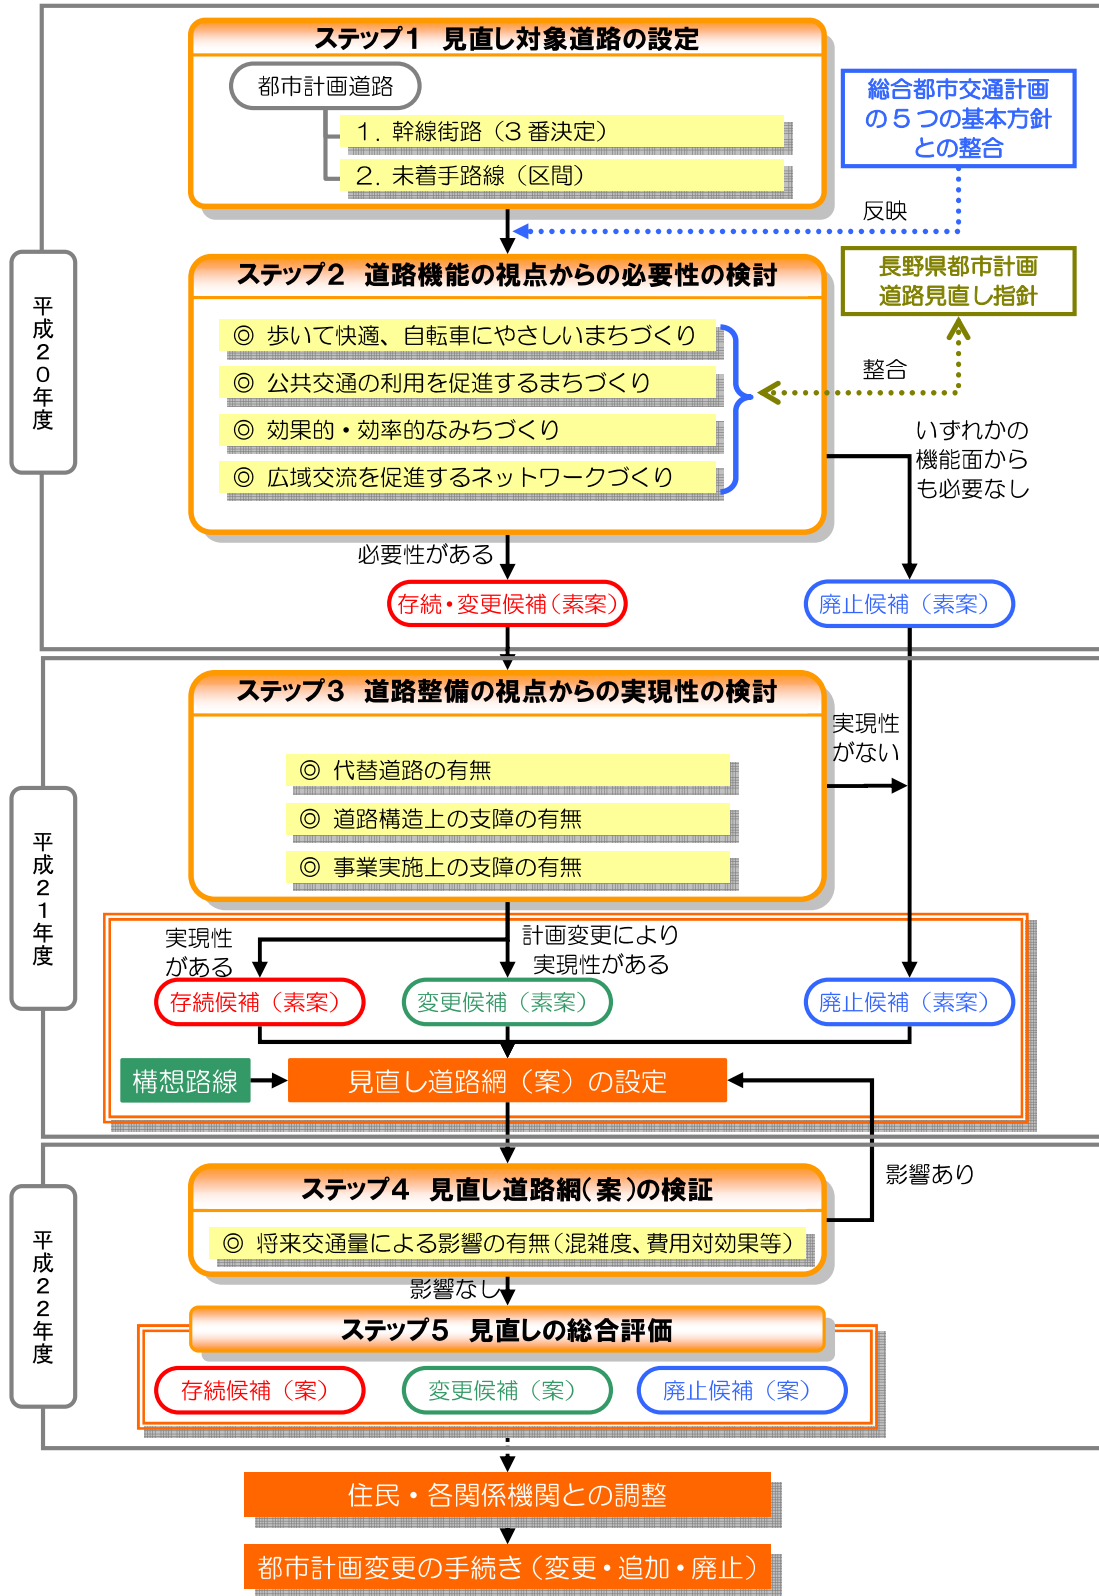 ステップ1 見直し対象道路の設定
都市計画道路
1. 幹線街路（3番決定）
2. 未着手路線（区間）
総合都市交通計画
の5つの基本方針
との整合
反映
平成20年度
ステップ2 道路機能の視点からの必要性の検討
◎ 歩いて快適、自転車にやさしいまちづくり
◎ 公共交通の利用を促進するまちづくり
◎ 効果的・効率的なみちづくり
◎ 広域交流を促進するネットワークづくり
長野県都市計画
道路見直し指針
整合
いずれかの
機能面から
も必要なし
必要性がある
存続・変更候補（素案）
廃止候補（素案）
平成21年度
ステップ3 道路整備の視点からの実現性の検討
◎ 代替道路の有無
◎ 道路構造上の支障の有無
◎ 事業実施上の支障の有無
実現性
がない
実現性
がある
計画変更により
実現性がある
存続候補（素案）
変更候補（素案）
廃止候補（素案）
構想路線
見直し道路網（案）の設定
平成22年度
ステップ4 見直し道路網（案）の検証
◎ 将来交通量による影響の有無（混雑度、費用対効果等）
影響あり
影響なし
ステップ5 見直しの総合評価
存続候補（案）
変更候補（案）
廃止候補（案）
住民・各関係機関との調整
都市計画変更の手続き（変更・追加・廃止）